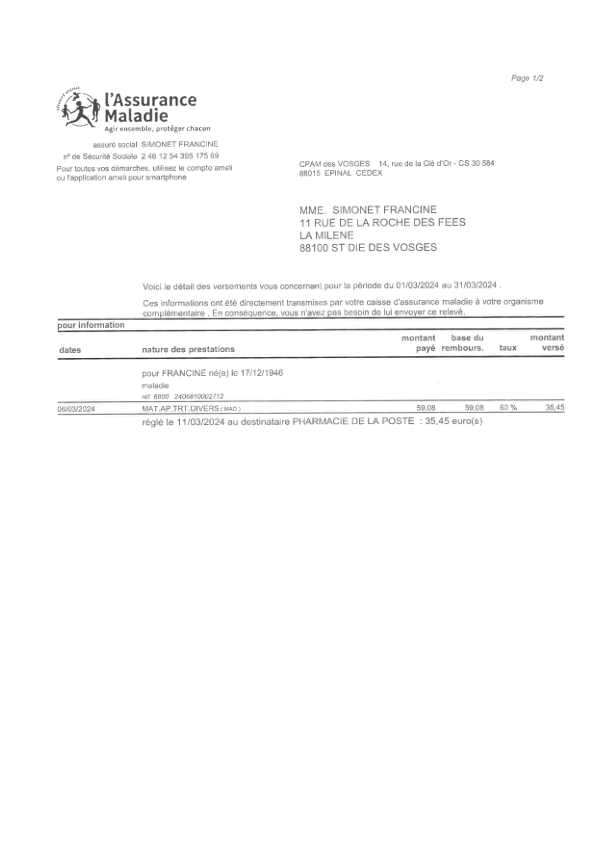 Page 1/2
SÉCURITÉ SOCIALE
l'Assurance
Maladie
Agir ensemble, protéger chacun
assuré social SIMONET FRANCINE
n° de Sécurité Sociale 2 46 12 54 395 175 69
Pour toutes vos démarches, utilisez le compte ameli
ou l'application ameli pour smartphone
CPAM des VOSGES 14, rue de la Clé d'Or - CS 30 584
88015 EPINAL CEDEX
MME. SIMONET FRANCINE
11 RUE DE LA ROCHE DES FEES
LA MILENE
88100 ST DIE DES VOSGES
Voici le détail des versements vous concernant pour la période du 01/03/2024 au 31/03/2024 .
Ces informations ont été directement transmises par votre caisse d'assurance maladie à votre organisme
complémentaire . En conséquence, vous n'avez pas besoin de lui envoyer ce relevé.
pour information
dates nature des prestations montant payé base du rembours. taux montant versé
pour FRANCINE né(e) le 17/12/1946
maladie
réf 6800 2406810002712
06/03/2024 MAT.AP.TRT.DIVERS (MAD) 59,08 59,08 60 % 35,45
réglé le 11/03/2024 au destinataire PHARMACIE DE LA POSTE : 35,45 euro(s)